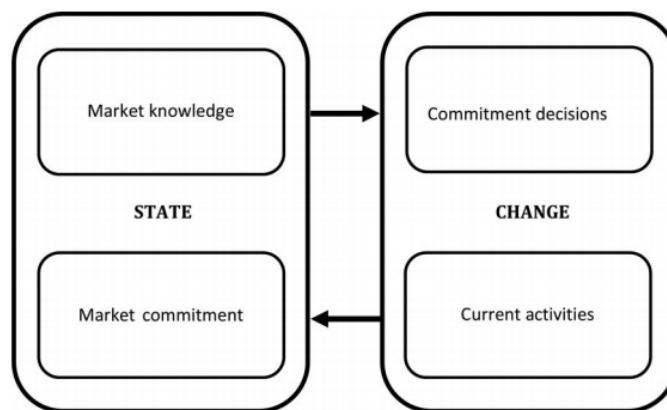 Market knowledge
Commitment decisions
STATE
CHANGE
Market commitment
Current activities